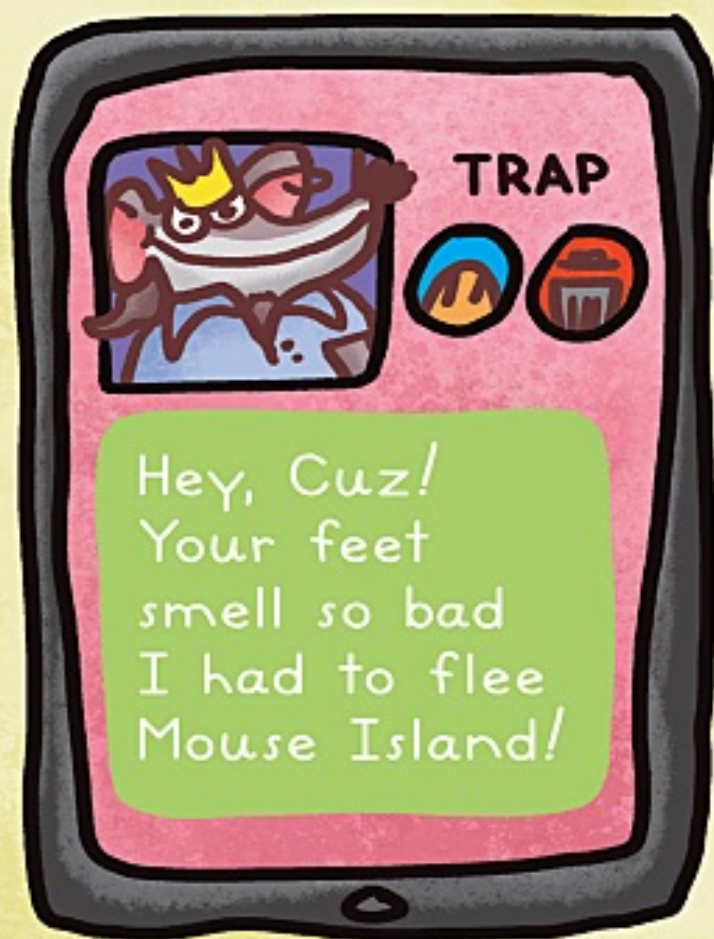 TRAP
Hey, Cuz!
Your feet
smell so bad
I had to flee
Mouse Island!